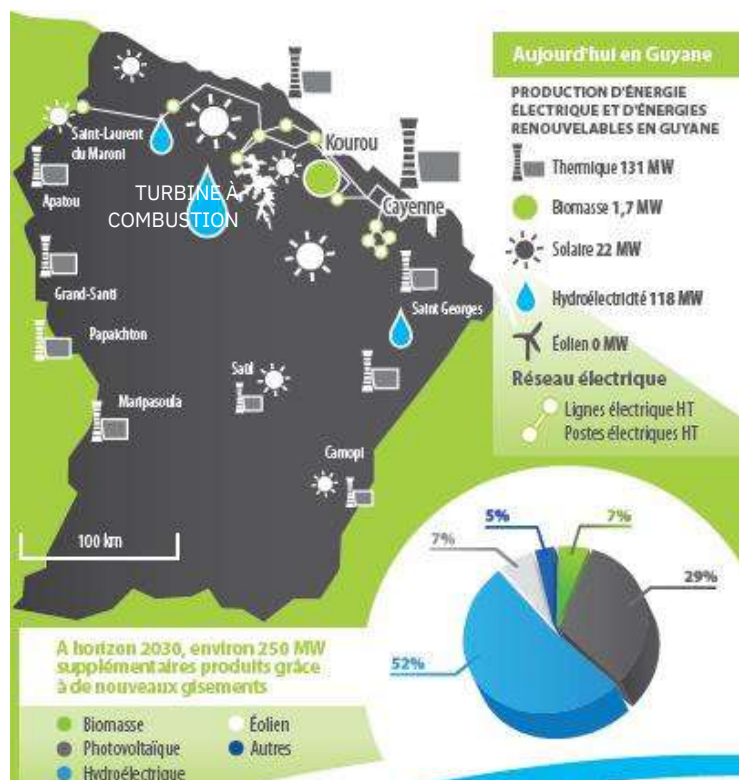 Aujourd'hui en Guyane
PRODUCTION D'ÉNERGIE
ÉLECTRIQUE ET D'ÉNERGIES
RENOUVELABLES EN GUYANE
Thermique 131 MW
Biomasse 1,7 MW
Solaire 22 MW
Hydroélectricité 118 MW
Éolien 0 MW
Réseau électrique
Lignes électrique HT
Postes électriques HT
Saint-Laurent
du Maroni
Kourou
Apatou
TURBINE À
COMBUSTION
Cayenne
Grand-Santi
Saint Georges
Papaichton
Saül
Maripasoula
Camopi
100 km
5%
7%
7%
29%
52%
A horizon 2030, environ 250 MW
supplémentaires produits grâce
à de nouveaux gisements
Biomasse
Éolien
Photovoltaïque
Autres
Hydroélectrique